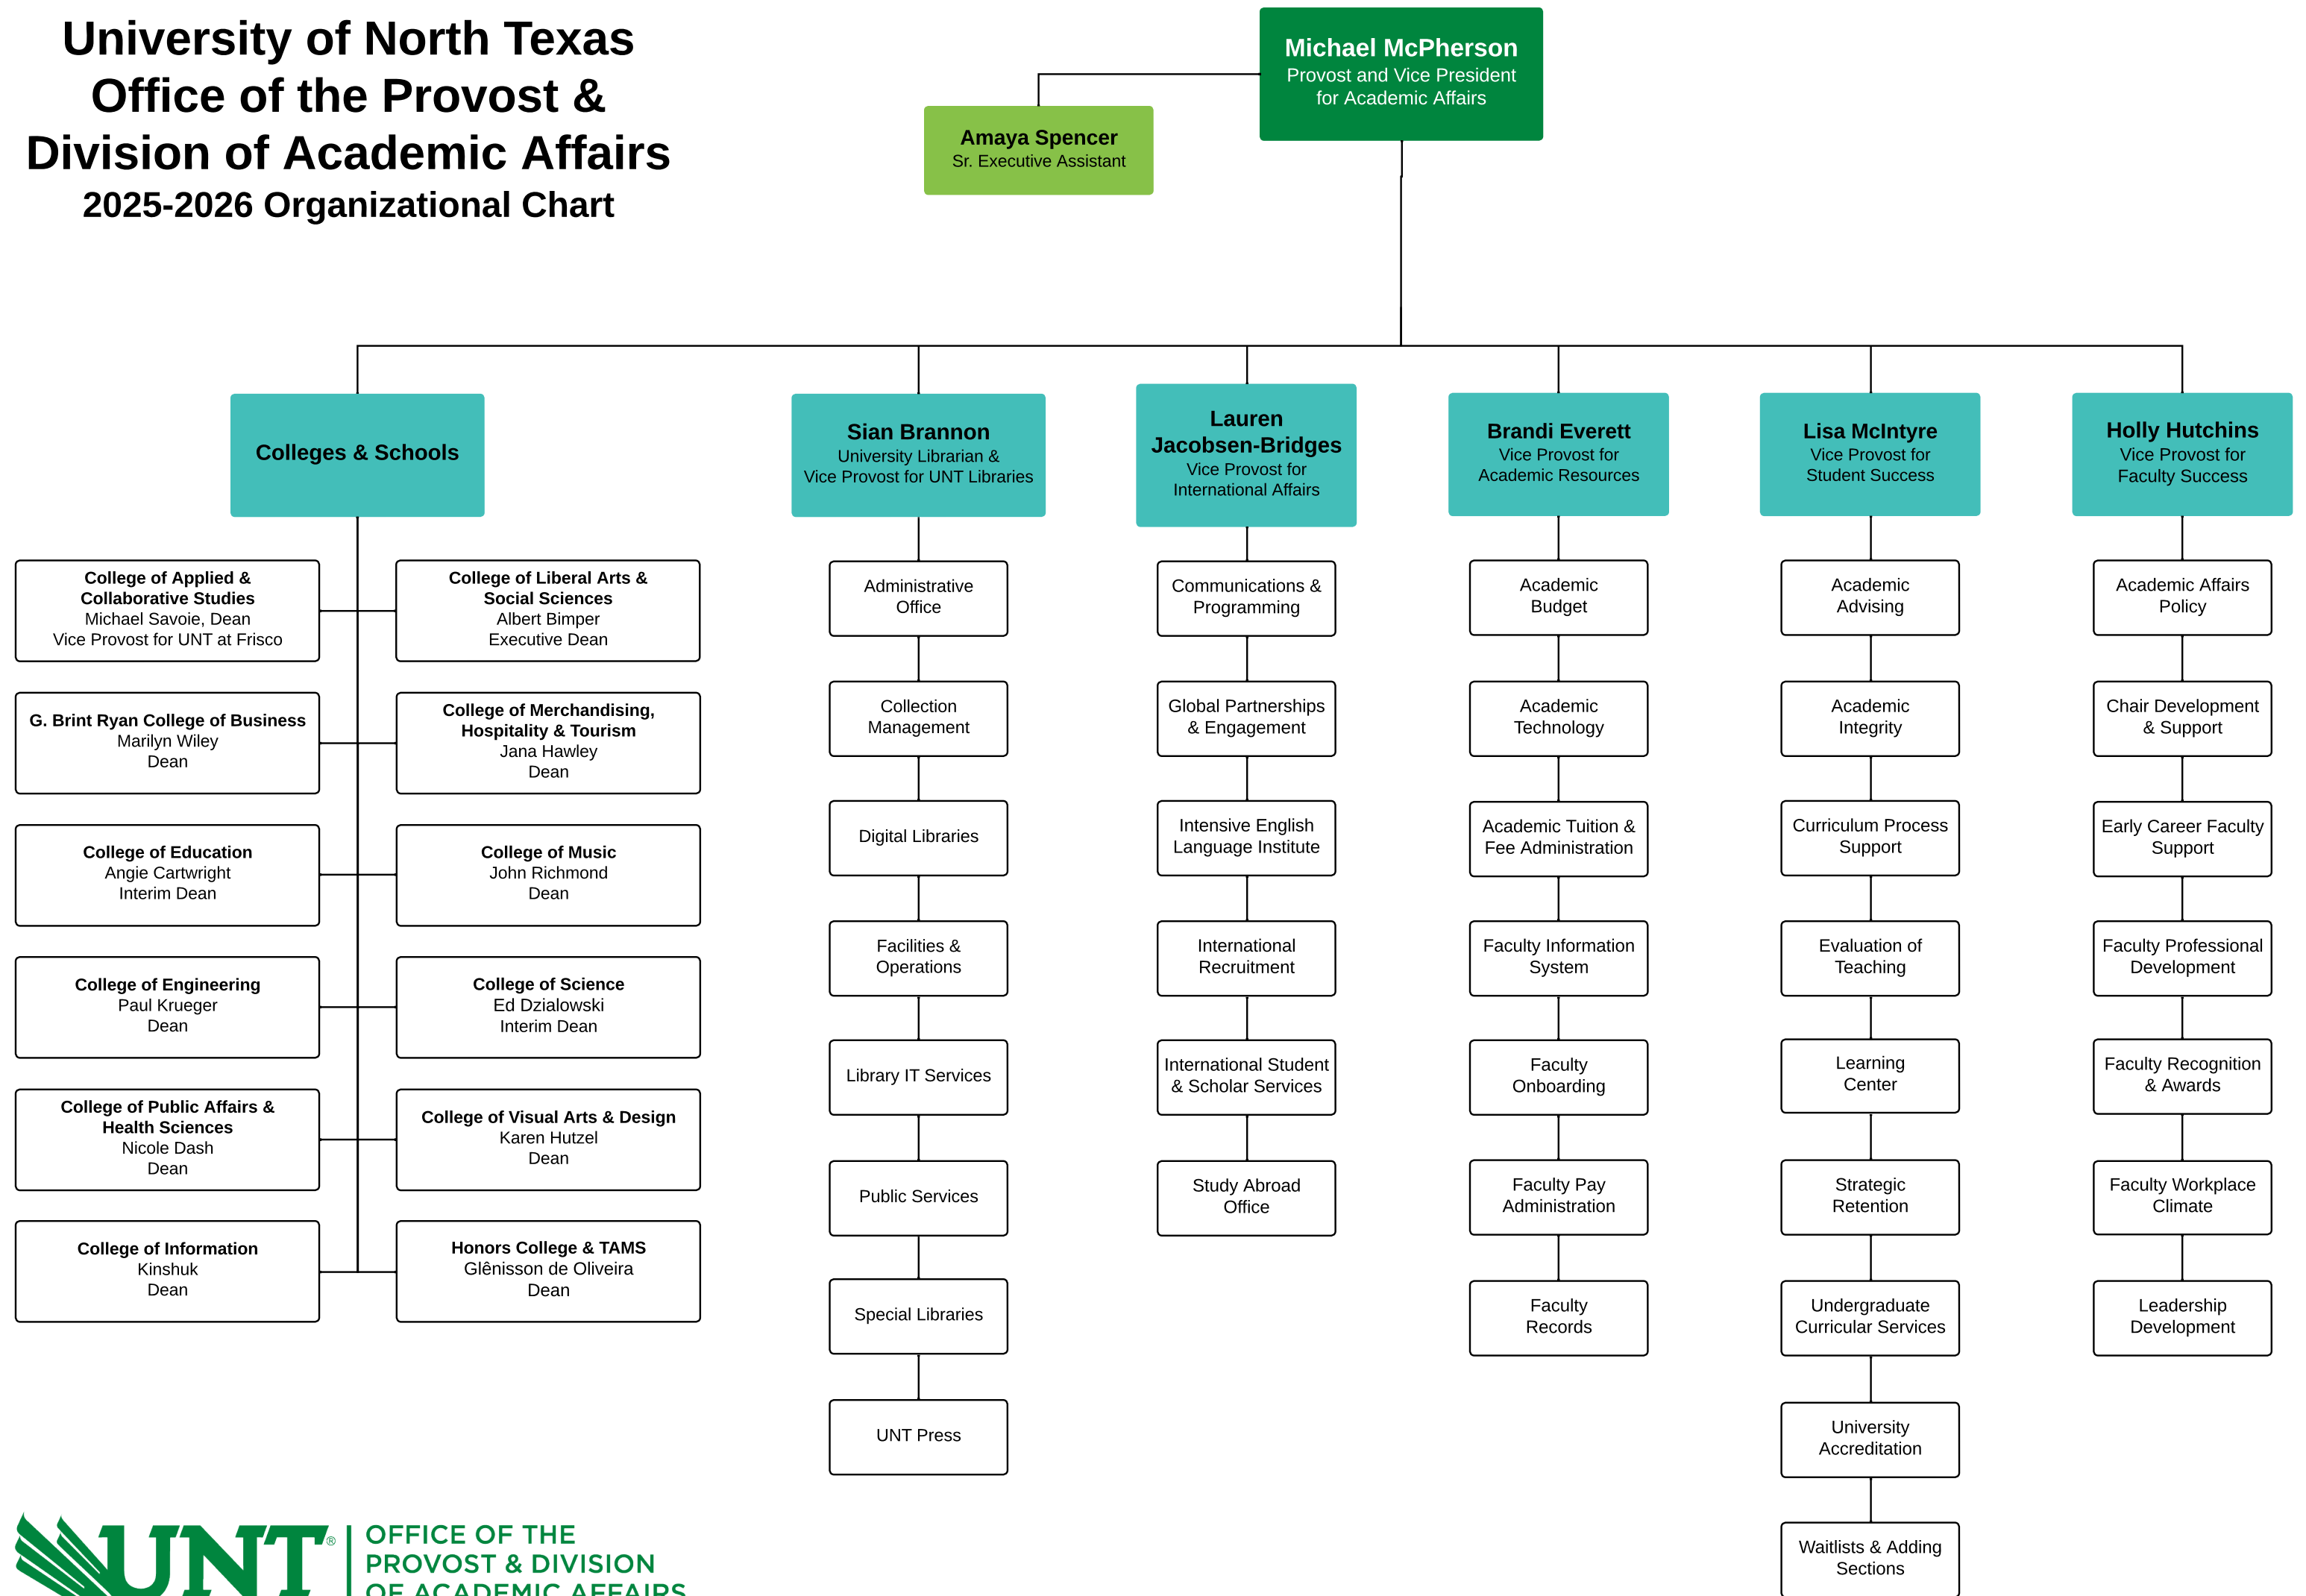 University of North Texas
Office of the Provost &
Division of Academic Affairs
2025-2026 Organizational Chart
Michael McPherson
Provost and Vice President
for Academic Affairs
Amaya Spencer
Sr. Executive Assistant
Colleges & Schools
College of Applied &
Collaborative Studies
Michael Savoie, Dean
Vice Provost for UNT at Frisco
College of Liberal Arts &
Social Sciences
Albert Bimper
Executive Dean
G. Brint Ryan College of Business
Marilyn Wiley
Dean
College of Merchandising,
Hospitality & Tourism
Jana Hawley
Dean
College of Education
Angie Cartwright
Interim Dean
College of Music
John Richmond
Dean
College of Engineering
Paul Krueger
Dean
College of Science
Ed Dzialowski
Interim Dean
College of Public Affairs &
Health Sciences
Nicole Dash
Dean
College of Visual Arts & Design
Karen Hutzel
Dean
College of Information
Kinshuk
Dean
Honors College & TAMS
Glênisson de Oliveira
Dean
Sian Brannon
University Librarian &
Vice Provost for UNT Libraries
Administrative
Office
Collection
Management
Digital Libraries
Facilities &
Operations
Library IT Services
Public Services
Special Libraries
UNT Press
Lauren
Jacobsen-Bridges
Vice Provost for
International Affairs
Communications &
Programming
Global Partnerships
& Engagement
Intensive English
Language Institute
International
Recruitment
International Student
& Scholar Services
Study Abroad
Office
Brandi Everett
Vice Provost for
Academic Resources
Academic
Budget
Academic
Technology
Academic Tuition &
Fee Administration
Faculty Information
System
Faculty
Onboarding
Faculty Pay
Administration
Faculty
Records
Lisa McIntyre
Vice Provost for
Student Success
Academic
Advising
Academic
Integrity
Curriculum Process
Support
Evaluation of
Teaching
Learning
Center
Strategic
Retention
Undergraduate
Curricular Services
University
Accreditation
Waitlists & Adding
Sections
Holly Hutchins
Vice Provost for
Faculty Success
Academic Affairs
Policy
Chair Development
& Support
Early Career Faculty
Support
Faculty Professional
Development
Faculty Recognition
& Awards
Faculty Workplace
Climate
Leadership
Development
UNT®
OFFICE OF THE
PROVOST & DIVISION
OF ACADEMIC AFFAIRS